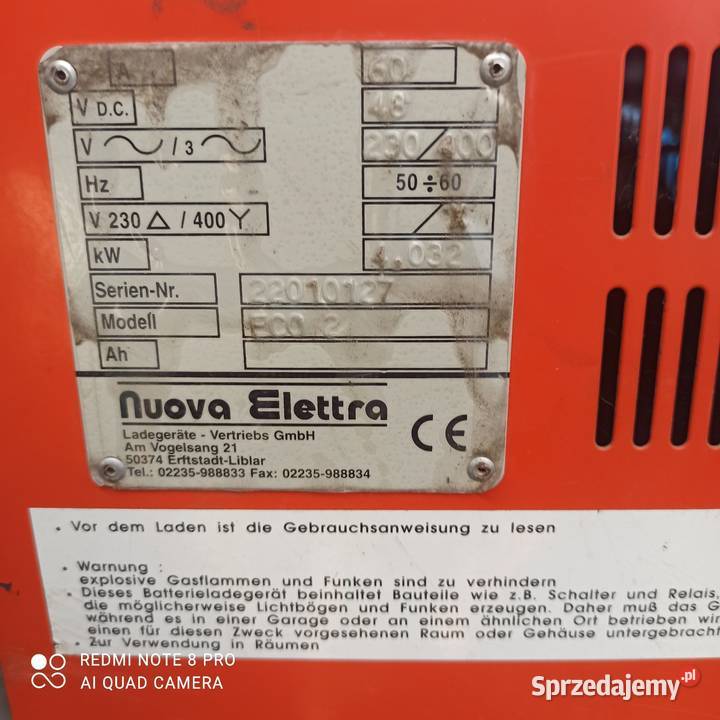 A 60
V D.C. 48
V ~ / 3 ~ 230/400
Hz 50÷60
V 230 △ / 400 Y /
kW 4.032
Serien-Nr. 22010127
Modell ECO 2
Ah
Nuova Elettra
Ladegeräte - Vertriebs GmbH
Am Vogelsang 21
50374 Erftstadt-Liblar
Tel.: 02235-988833 Fax: 02235-988834
CE
• Vor dem Laden ist die Gebrauchsanweisung zu lesen
• Warnung :
explosive Gasflammen und Funken sind zu verhindern
• Dieses Batterieladegerät beinhaltet Bauteile wie z.B. Schalter und Relais,
die möglicherweise Lichtbögen und Funken erzeugen. Daher muß das G
während es in einer Garage oder an einem ähnlichen Ort betrieben wir
einen für diesen Zweck vorgesehenen Raum oder Gehäuse untergebracht
• Zur Verwendung in Räumen
REDMI NOTE 8 PRO
AI QUAD CAMERA
Sprzedajemy.pl